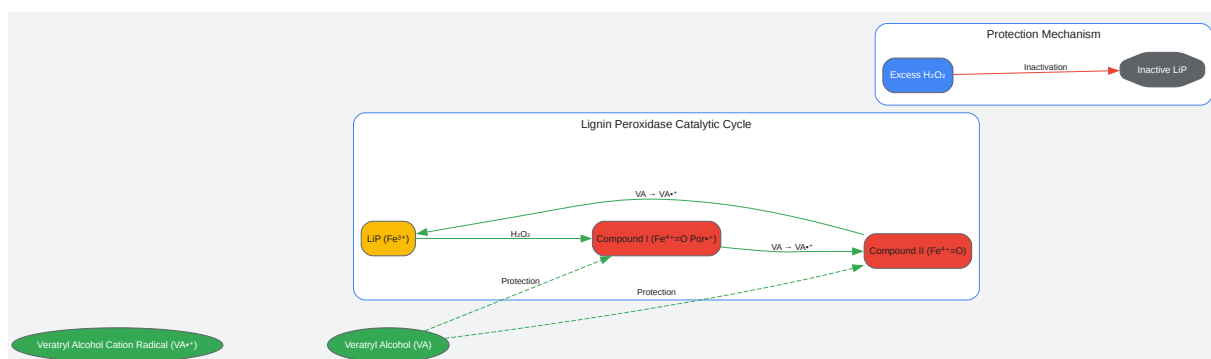 Protection Mechanism
Excess H₂O₂
Inactivation
Inactive LiP
Lignin Peroxidase Catalytic Cycle
VA → VA•⁺
LiP (Fe³⁺)
H₂O₂
Compound I (Fe⁴⁺=O Por•⁺)
VA → VA•⁺
Compound II (Fe⁴⁺=O)
Protection
Protection
Veratryl Alcohol Cation Radical (VA•⁺)
Veratryl Alcohol (VA)